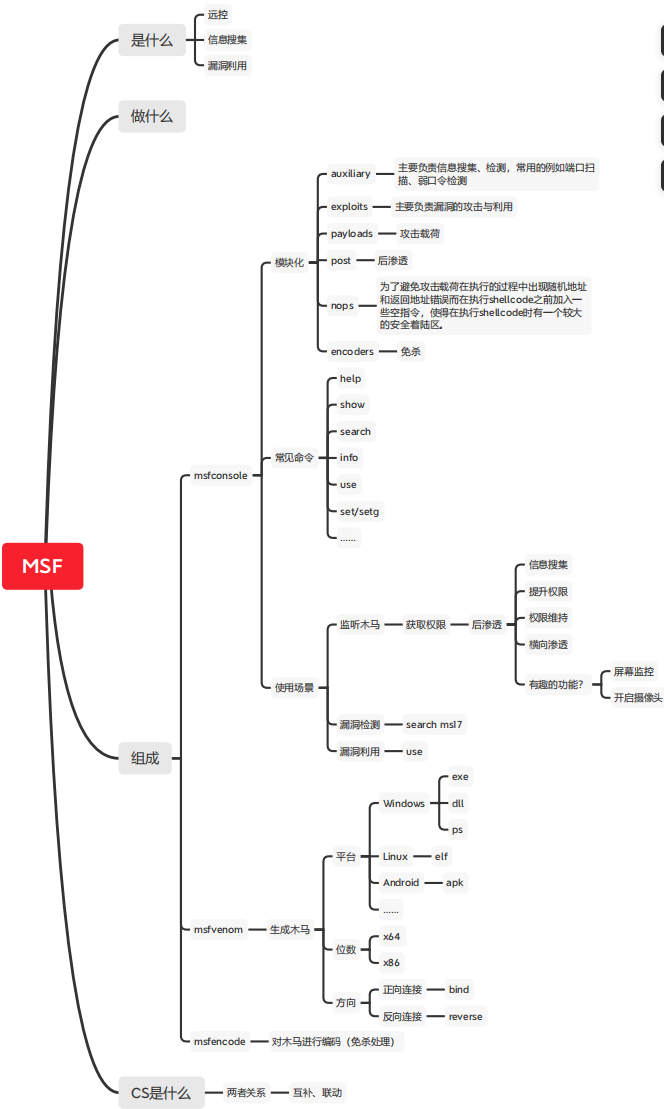 MSF
是什么
远控
信息搜集
漏洞利用
做什么
组成
msfconsole
模块化
auxiliary
主要负责信息搜集、检测，常用的例如端口扫
描、弱口令检测
exploits
主要负责漏洞的攻击与利用
payloads
攻击载荷
post
后渗透
nops
为了避免攻击载荷在执行的过程中出现随机地址
和返回地址错误而在执行shellcode之前加入一
些空指令，使得在执行shellcode时有一个较大
的安全着陆区。
encoders
免杀
常见命令
help
show
search
info
use
set/setg
......
使用场景
监听木马
获取权限
后渗透
信息搜集
提升权限
权限维持
横向渗透
有趣的功能？
屏幕监控
开启摄像头
漏洞检测
search ms17
漏洞利用
use
msfvenom
生成木马
平台
Windows
exe
dll
ps
Linux
elf
Android
apk
......
位数
x64
x86
方向
正向连接
bind
反向连接
reverse
msfencode
对木马进行编码（免杀处理）
CS是什么
两者关系
互补、联动